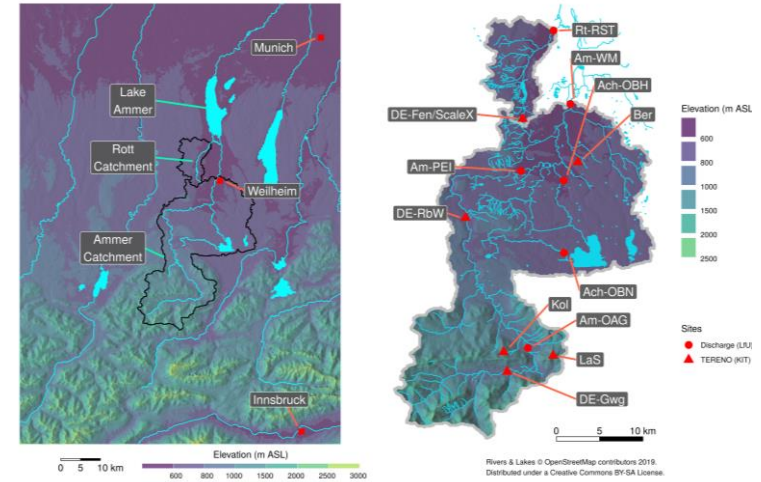 Munich
Lake
Ammer
Rott
Catchment
Weilheim
Ammer
Catchment
Innsbruck
0 5 10 km
Elevation (m ASL)
600 800 1000 1500 2000 2500 3000
Rt-RST
Am-WM
Ach-OBH
DE-Fen/ScaleX
Ber
Am-PEI
DE-RbW
Ach-OBN
Kol
Am-OAG
LaS
DE-Gwg
0 5 10 km
Elevation (m ASL
600
800
1000
1500
2000
2500
Sites
Discharge (LfU)
TERENO (KIT)
Rivers & Lakes © OpenStreetMap contributors 2019.
Distributed under a Creative Commons BY-SA License.